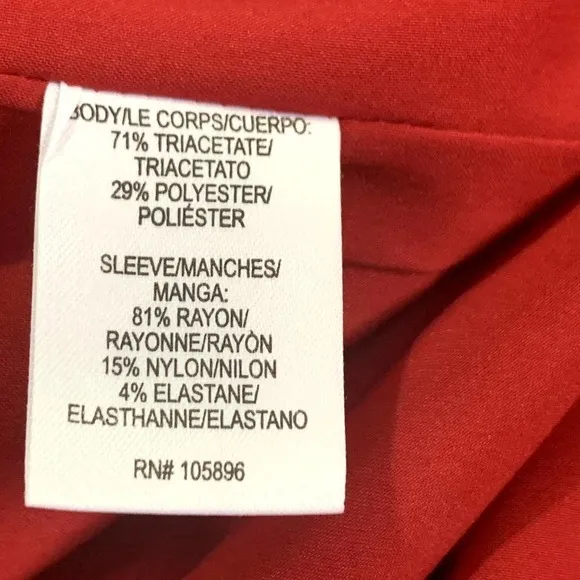 BODY/LE CORPS/CUERPO:
71% TRIACETATE/
TRIACETATO
29% POLYESTER/
POLIÉSTER
SLEEVE/MANCHES/
MANGA:
81% RAYON/
RAYONNE/RAYÒN
15% NYLON/NILON
4% ELASTANE/
ELASTHANNE/ELASTANO
RN# 105896